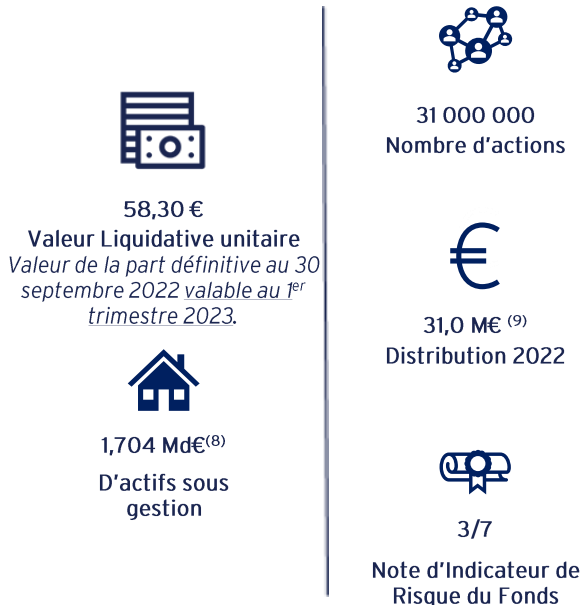 58,30 €
Valeur Liquidative unitaire
Valeur de la part définitive au 30
septembre 2022 valable au 1er
trimestre 2023.
1,704 Md€(8)
D’actifs sous
gestion
31 000 000
Nombre d’actions
31,0 M€ (9)
Distribution 2022
3/7
Note d’Indicateur de
Risque du Fonds